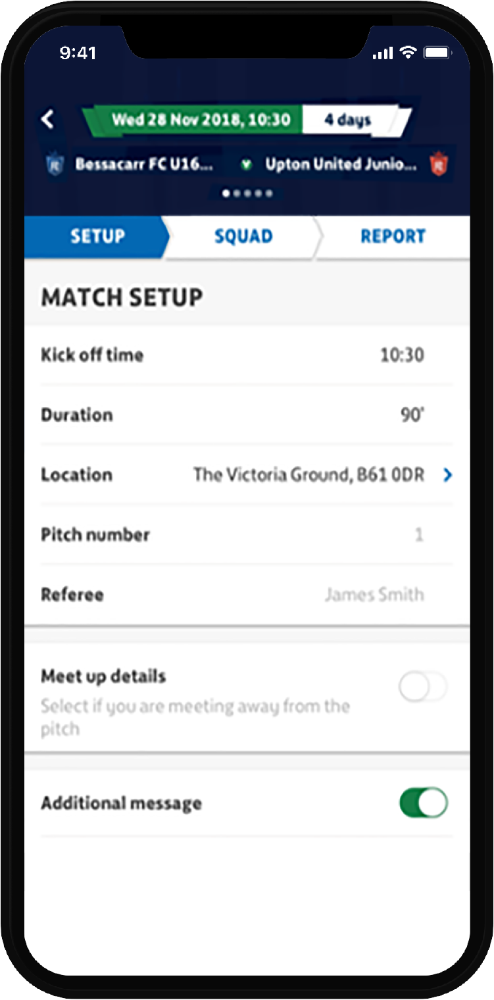 9:41
Wed 28 Nov 2018, 10:30 4 days
Bessacarr FC U16... v Upton United Junio...
SETUP SQUAD REPORT
MATCH SETUP
Kick off time 10:30
Duration 90'
Location The Victoria Ground, B61 0DR
Pitch number 1
Referee James Smith
Meet up details
Select if you are meeting away from the
pitch
Additional message